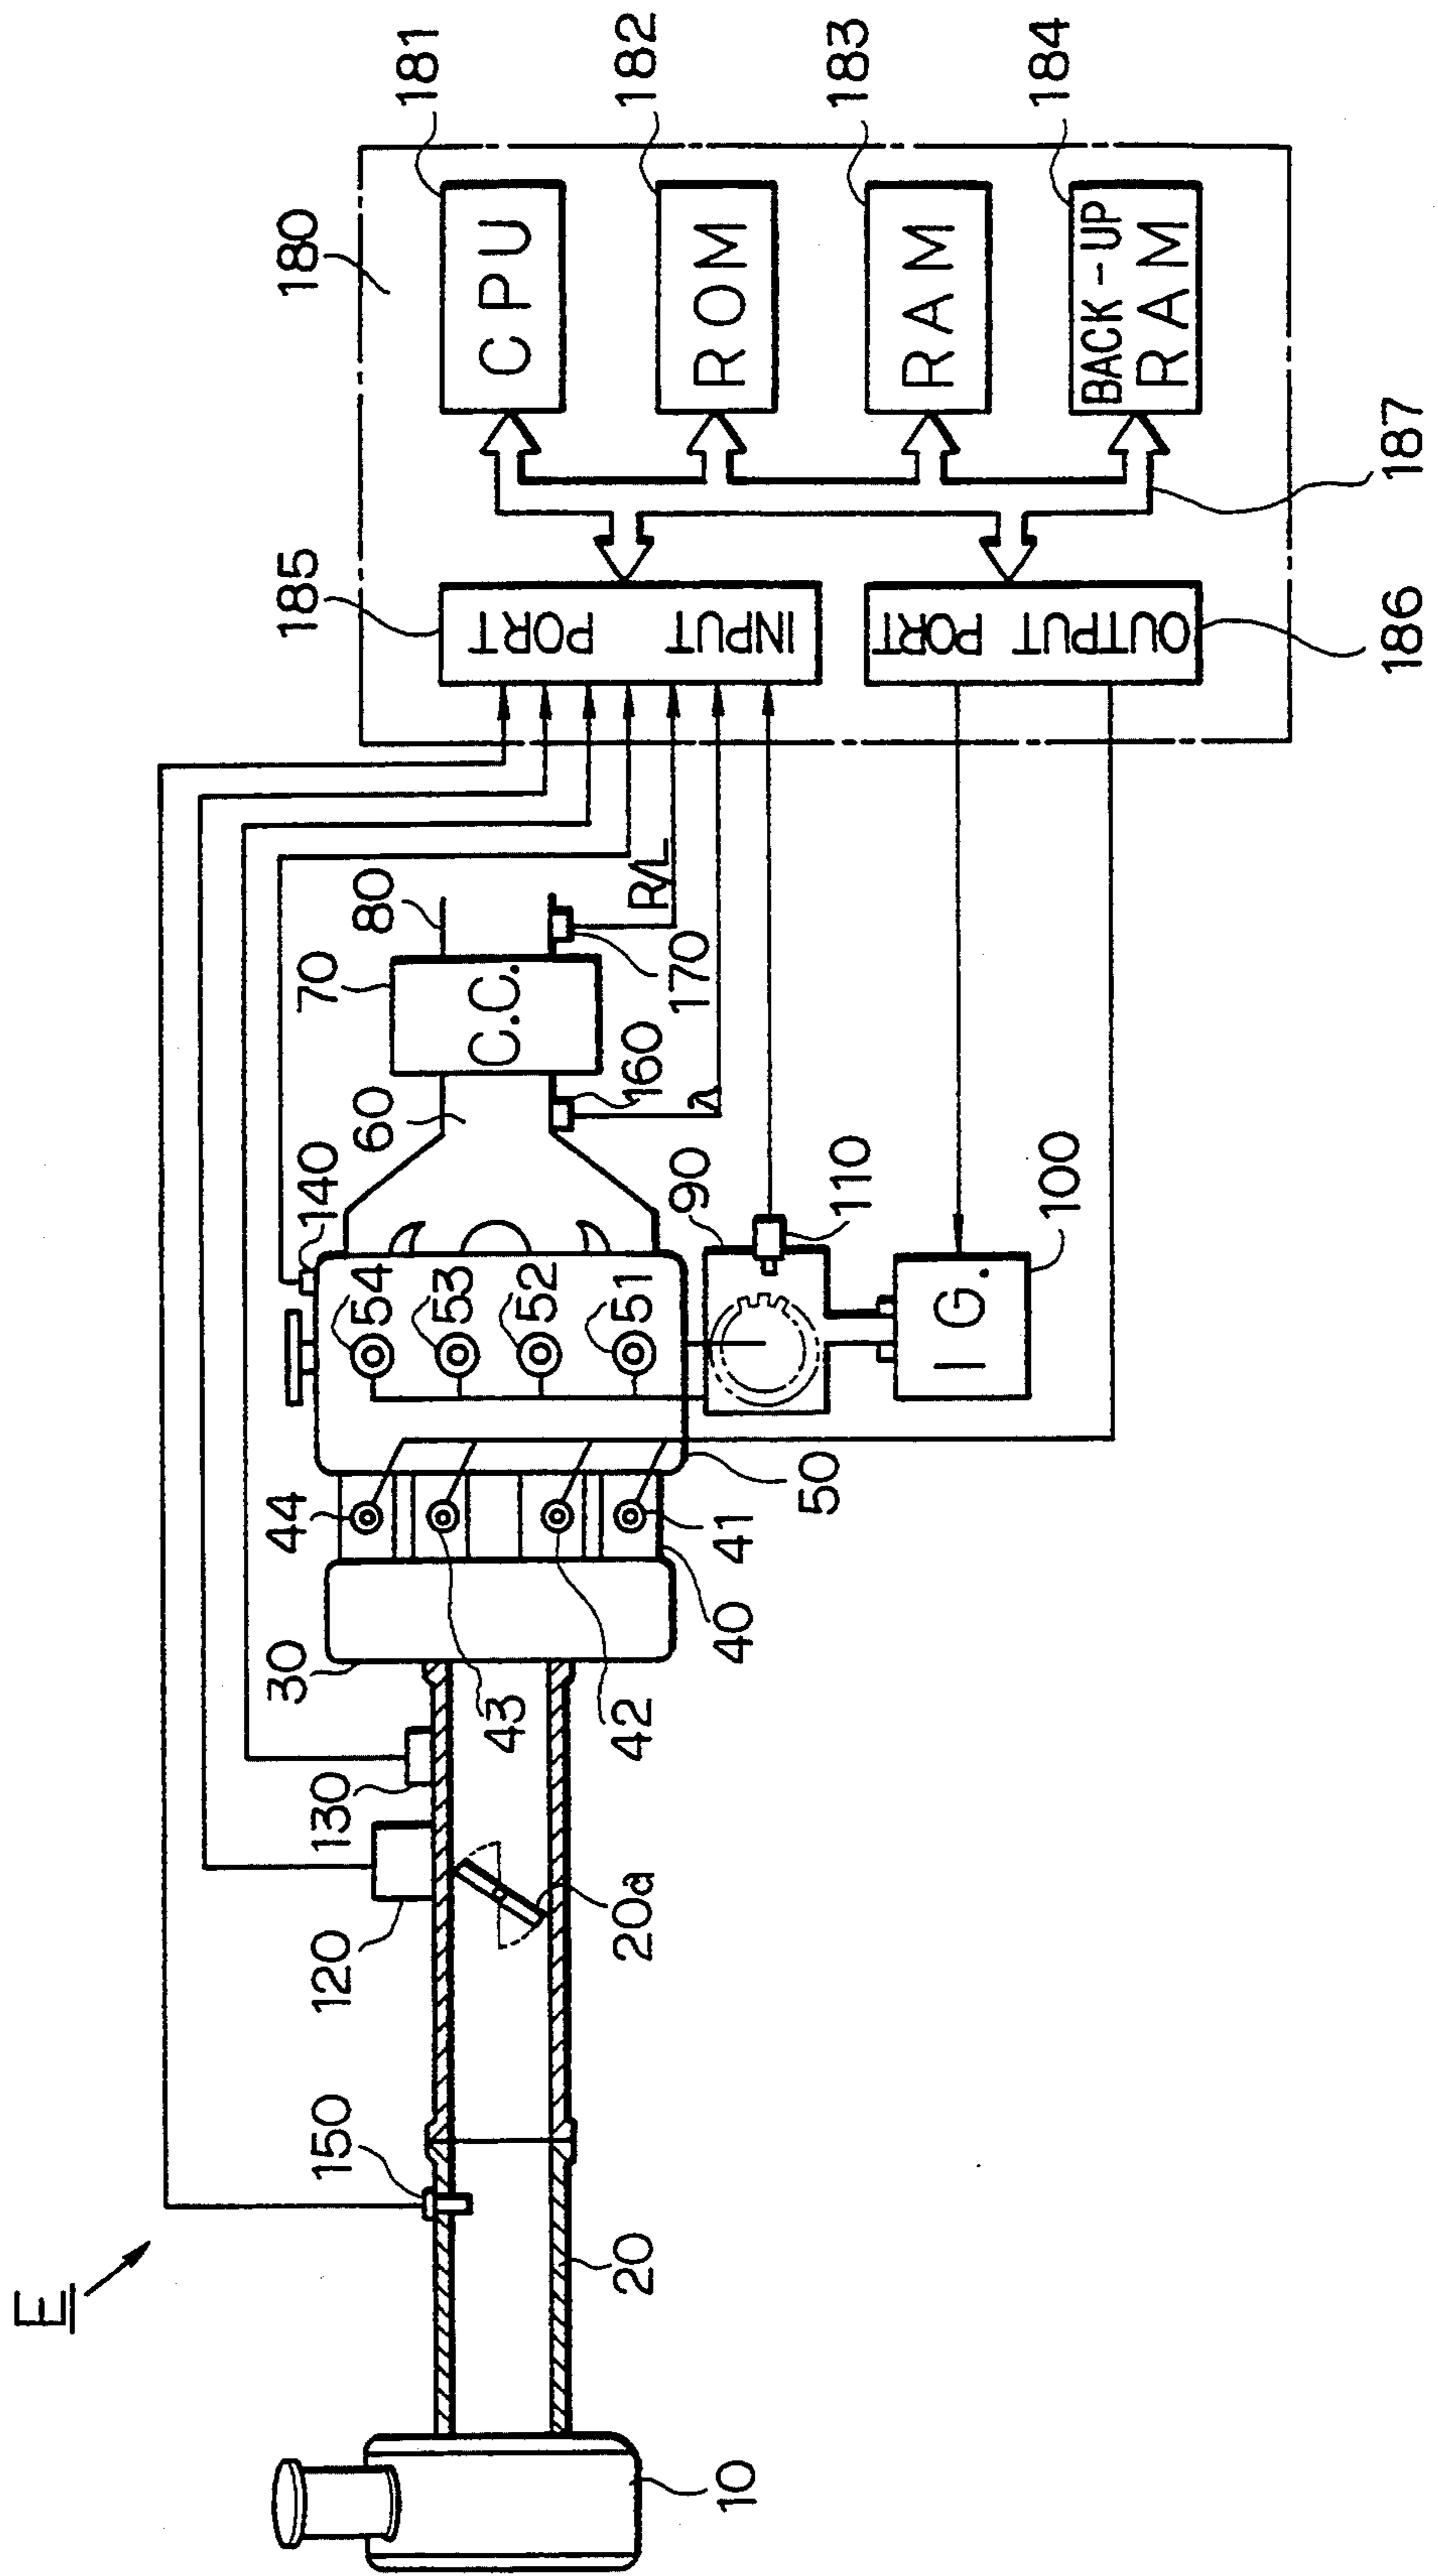 E
10
20
150
120
20a
130
30
43
42
40
41
44
50
54
53
52
51
140
60
160
λ
70
C.C.
80
170
R/L
90
110
I G.
100
180
185
INPUT PORT
186
OUTPUT PORT
187
CPU
181
ROM
182
RAM
183
BACK-UP
RAM
184